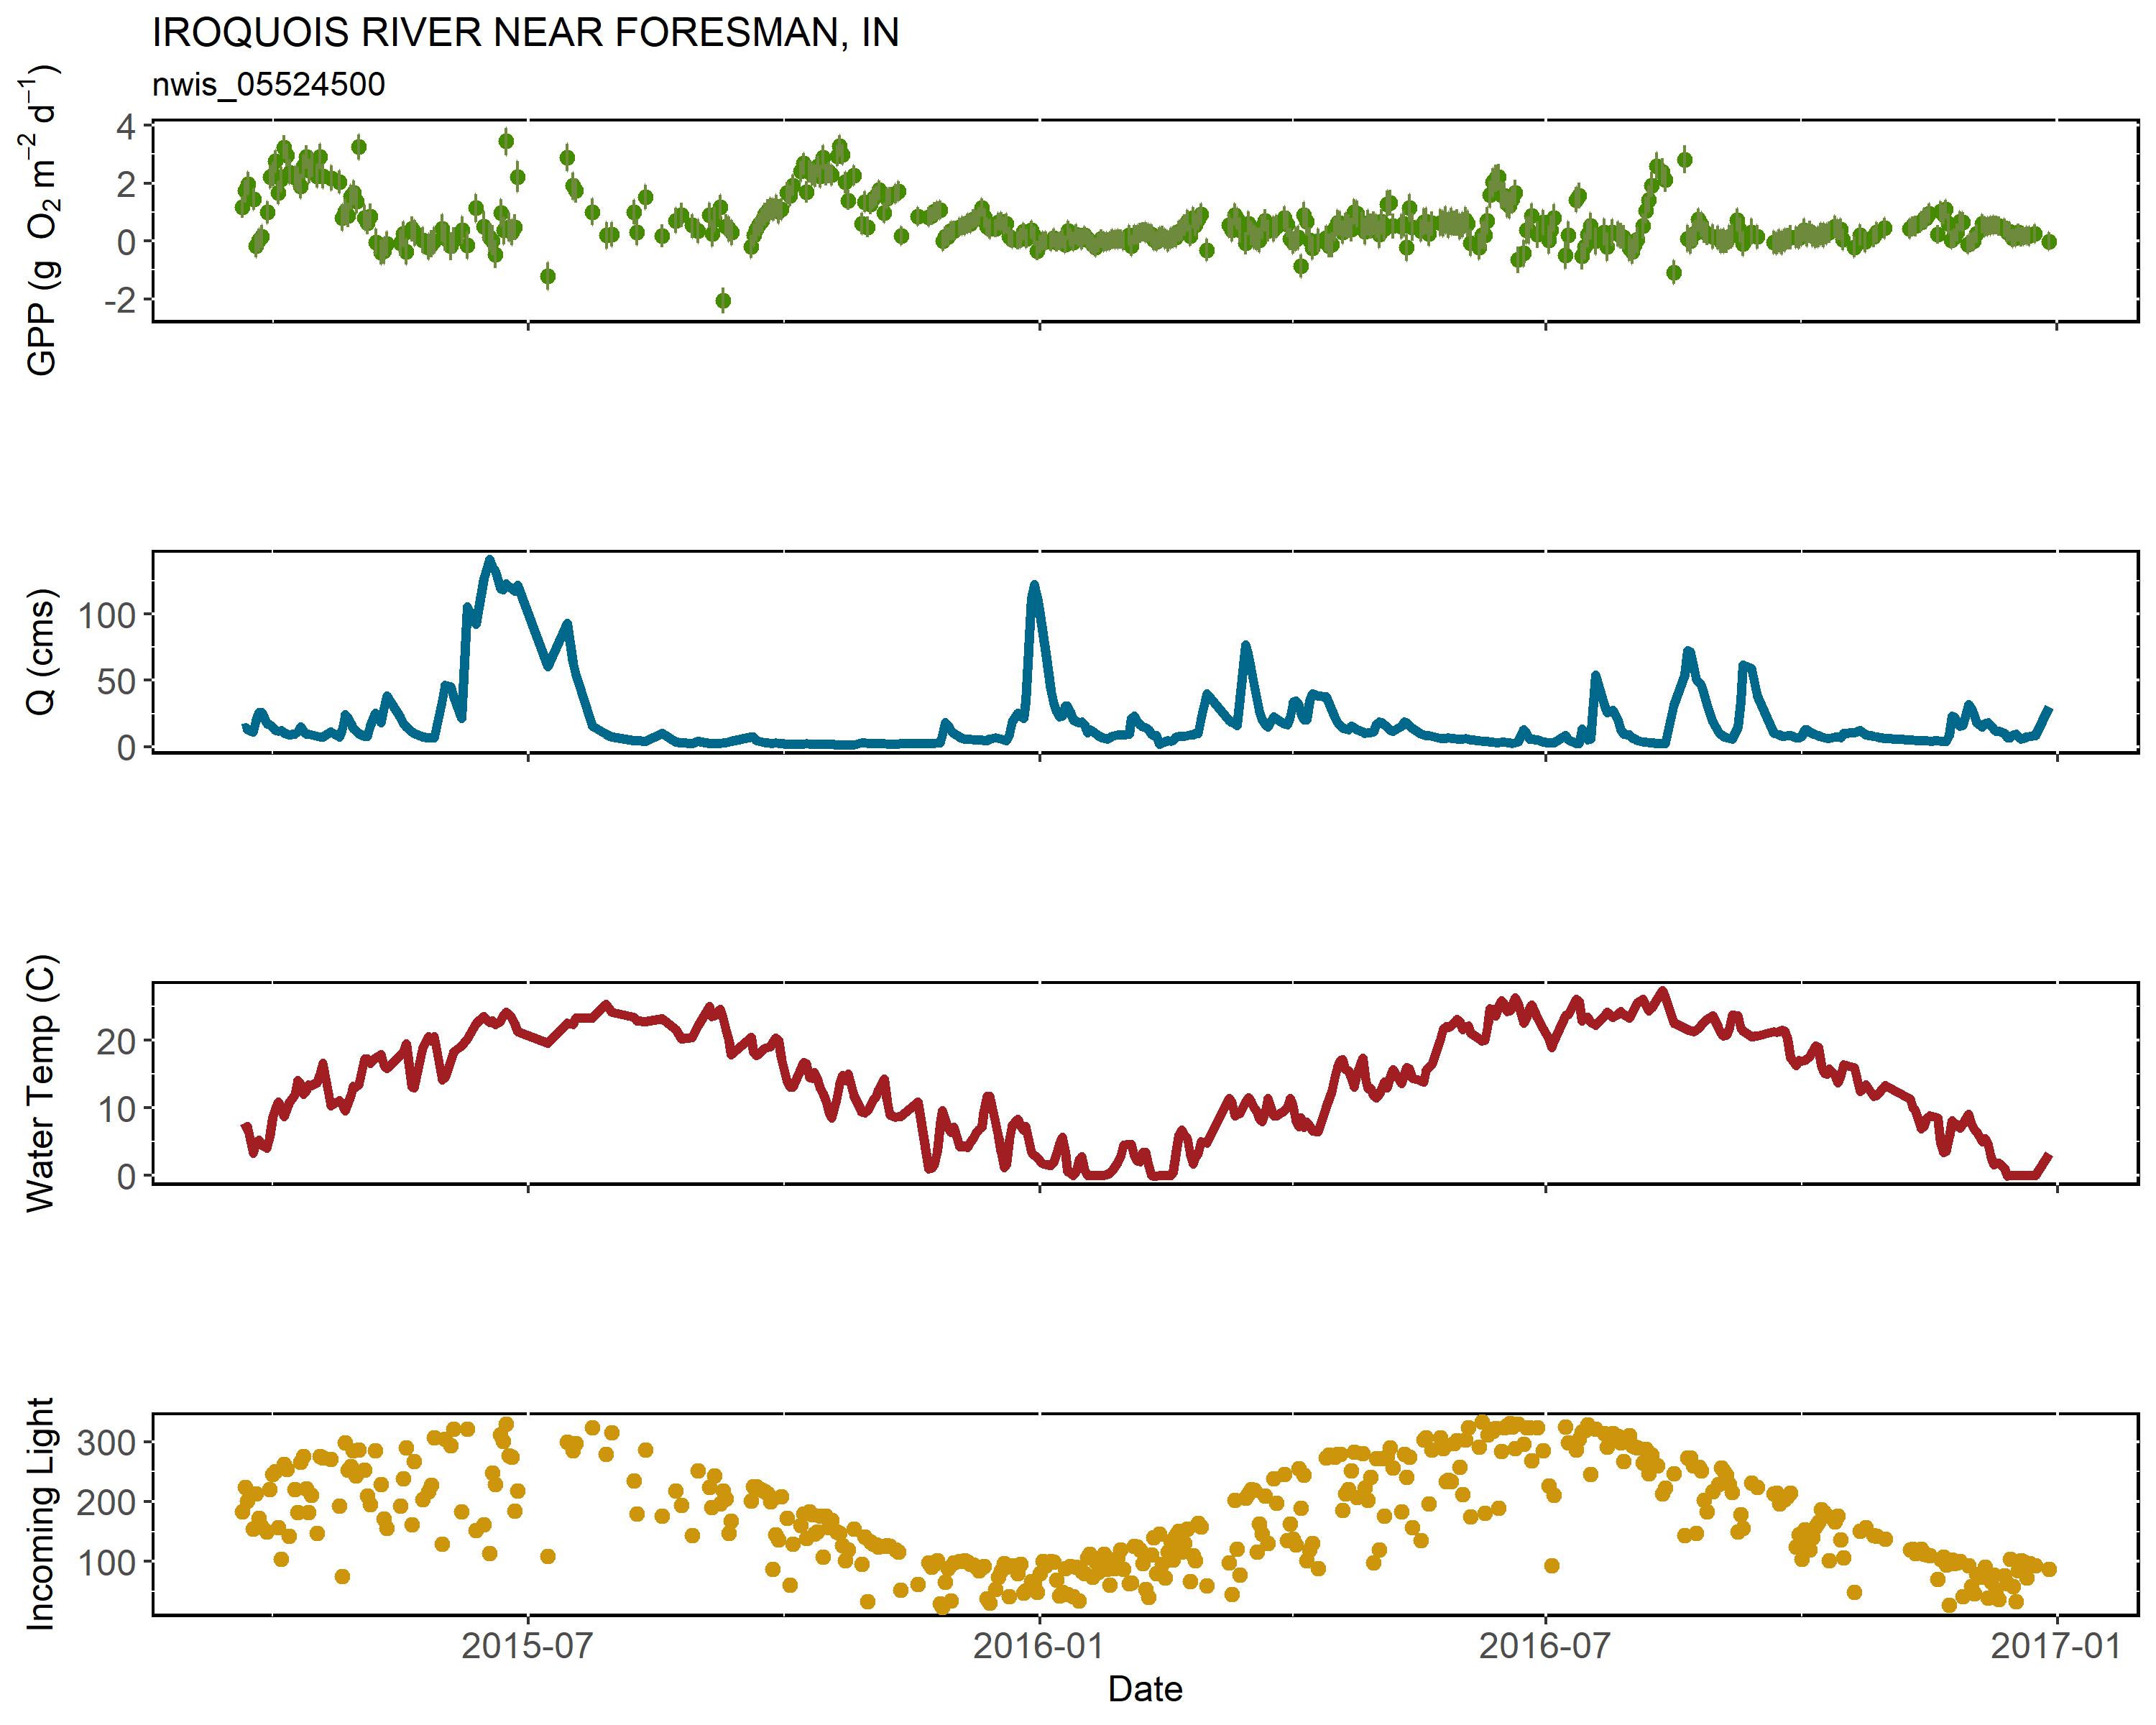 IROQUOIS RIVER NEAR FORESMAN, IN
nwis_05524500
GPP (g O₂ m⁻² d⁻¹)
4
2
0
-2
Q (cms)
100
50
0
Water Temp (C)
20
10
0
Incoming Light
300
200
100
2015-07 2016-01 2016-07 2017-01
Date